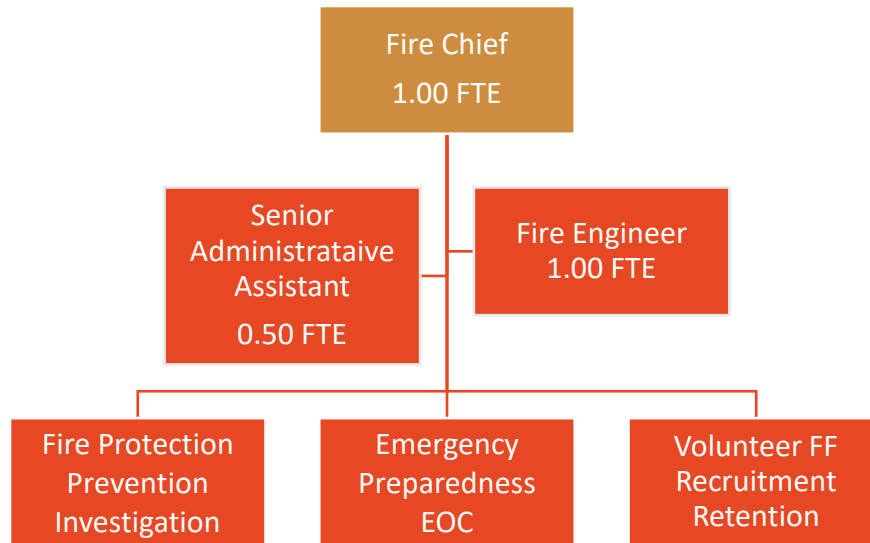 Fire Chief
1.00 FTE
Senior
Administrataive
Assistant
0.50 FTE
Fire Engineer
1.00 FTE
Fire Protection
Prevention
Investigation
Emergency
Preparedness
EOC
Volunteer FF
Recruitment
Retention